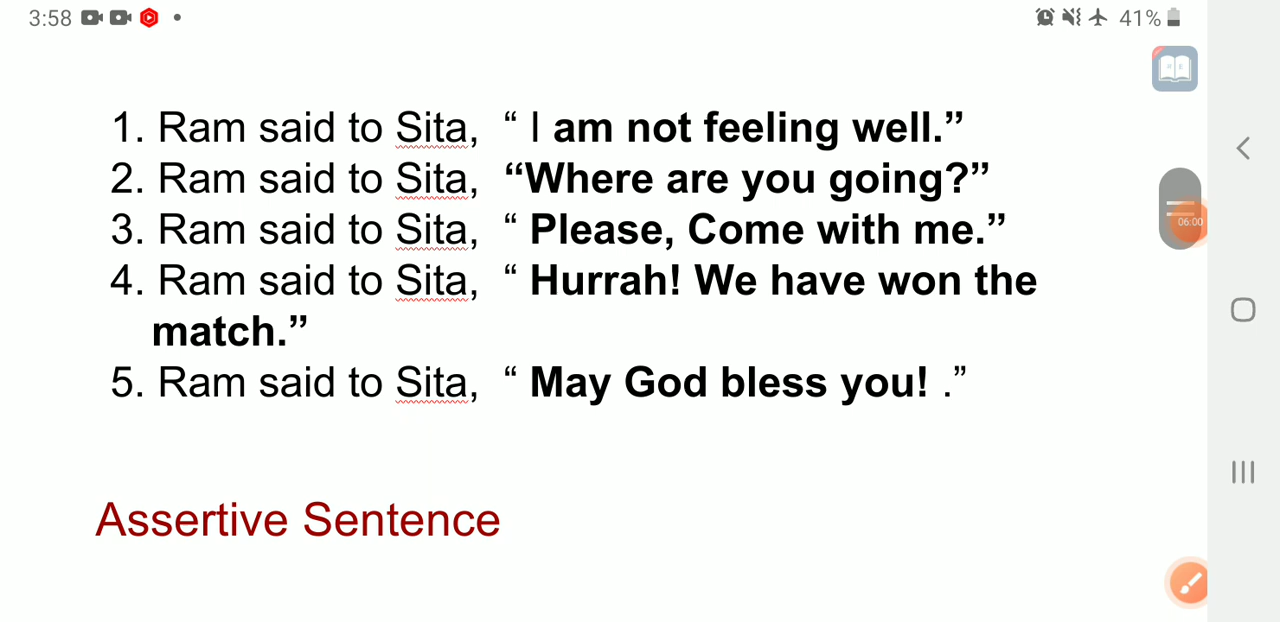 3:58
41%
1. Ram said to Sita, “ I am not feeling well.”
2. Ram said to Sita, “Where are you going?”
3. Ram said to Sita, “ Please, Come with me.”
06:00
4. Ram said to Sita, “ Hurrah! We have won the
match.”
5. Ram said to Sita, “ May God bless you! .”
Assertive Sentence